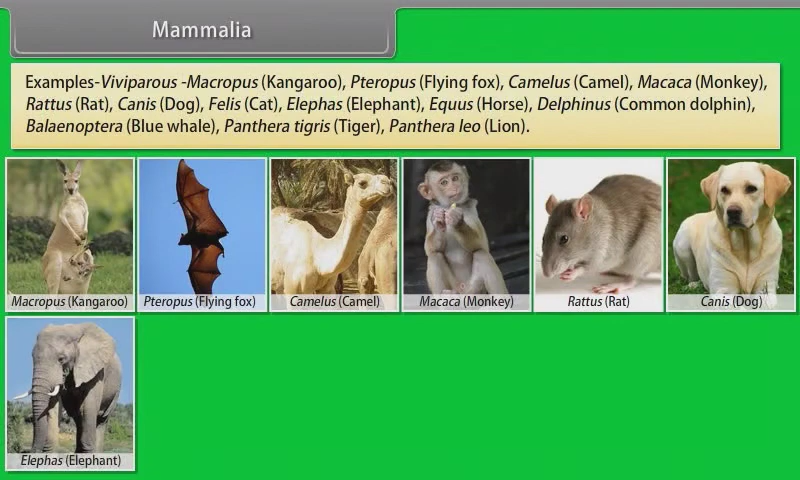 Mammalia
Examples-Viviparous -Macropus (Kangaroo), Pteropus (Flying fox), Camelus (Camel), Macaca (Monkey),
Rattus (Rat), Canis (Dog), Felis (Cat), Elephas (Elephant), Equus (Horse), Delphinus (Common dolphin),
Balaenoptera (Blue whale), Panthera tigris (Tiger), Panthera leo (Lion).
Macropus (Kangaroo)
Pteropus (Flying fox)
Camelus (Camel)
Macaca (Monkey)
Rattus (Rat)
Canis (Dog)
Elephas (Elephant)